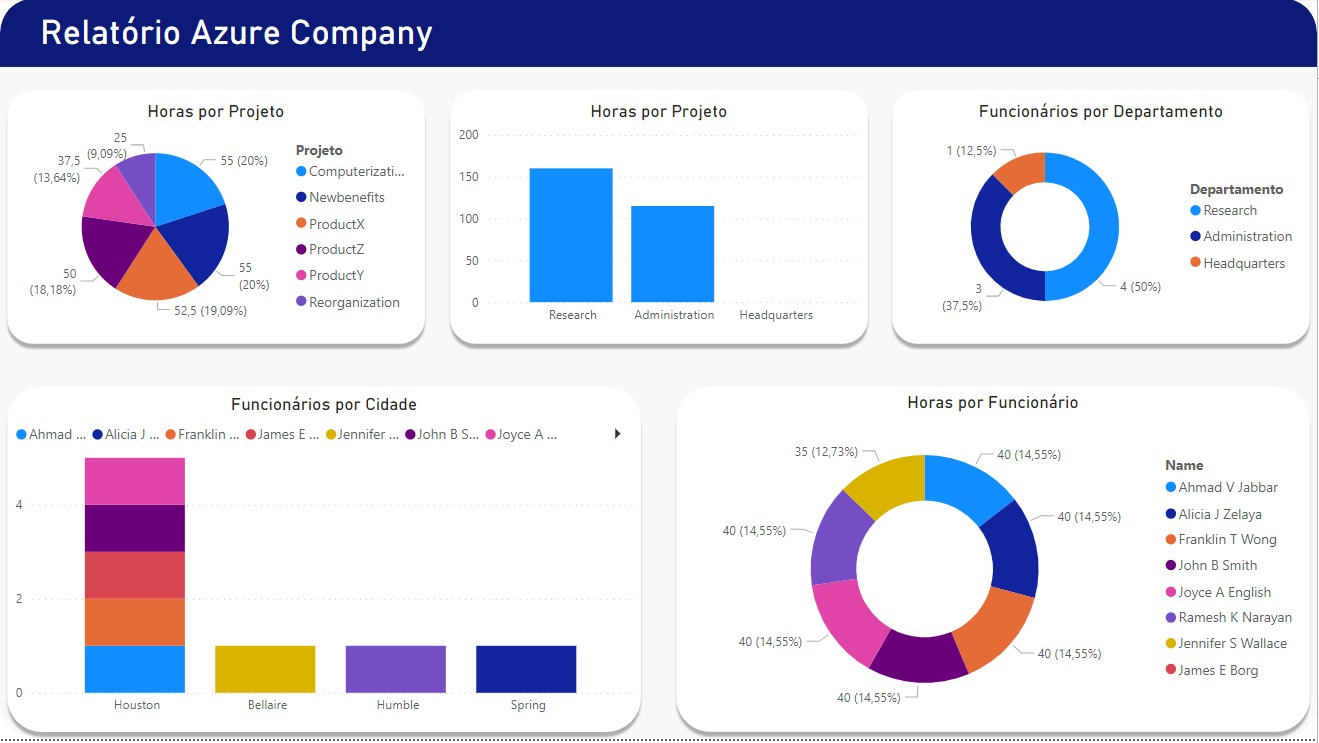 Relatório Azure Company
Horas por Projeto
25
(9,09%)
37,5
(13,64%)
50
(18,18%)
52,5 (19,09%)
55
(20%)
55 (20%)
Projeto
Computerizati...
Newbenefits
ProductX
ProductZ
ProductY
Reorganization
Horas por Projeto
200
150
100
50
0
Research Administration Headquarters
Funcionários por Departamento
1 (12,5%)
3
(37,5%)
4 (50%)
Departamento
Research
Administration
Headquarters
Funcionários por Cidade
Ahmad ... Alicia J ... Franklin ... James E ... Jennifer ... John B S... Joyce A ...
4
2
0
Houston Bellaire Humble Spring
Horas por Funcionário
35 (12,73%)
40 (14,55%)
40 (14,55%)
40 (14,55%)
40 (14,55%)
40 (14,55%)
40 (14,55%)
Name
Ahmad V Jabbar
Alicia J Zelaya
Franklin T Wong
John B Smith
Joyce A English
Ramesh K Narayan
Jennifer S Wallace
James E Borg